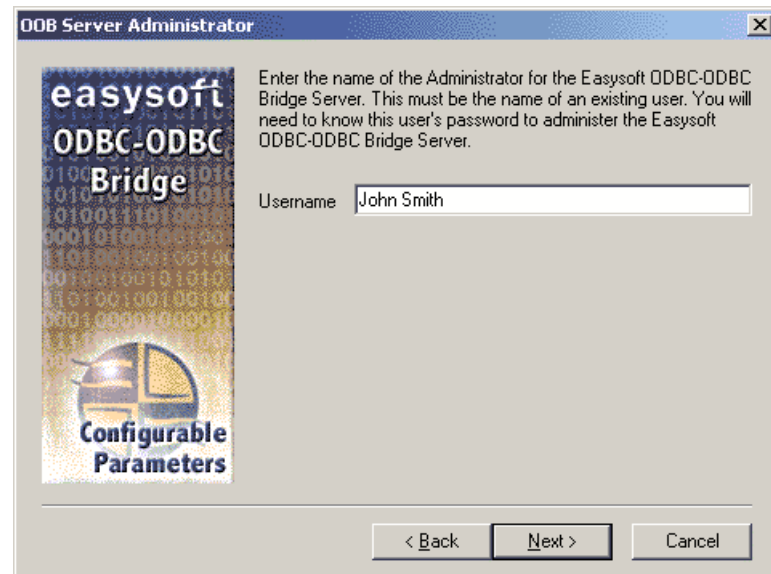 OOB Server Administrator
easysoft
ODBC-ODBC
Bridge
Configurable
Parameters
Enter the name of the Administrator for the Easysoft ODBC-ODBC
Bridge Server. This must be the name of an existing user. You will
need to know this user's password to administer the Easysoft
ODBC-ODBC Bridge Server.
Username John Smith
< Back Next > Cancel